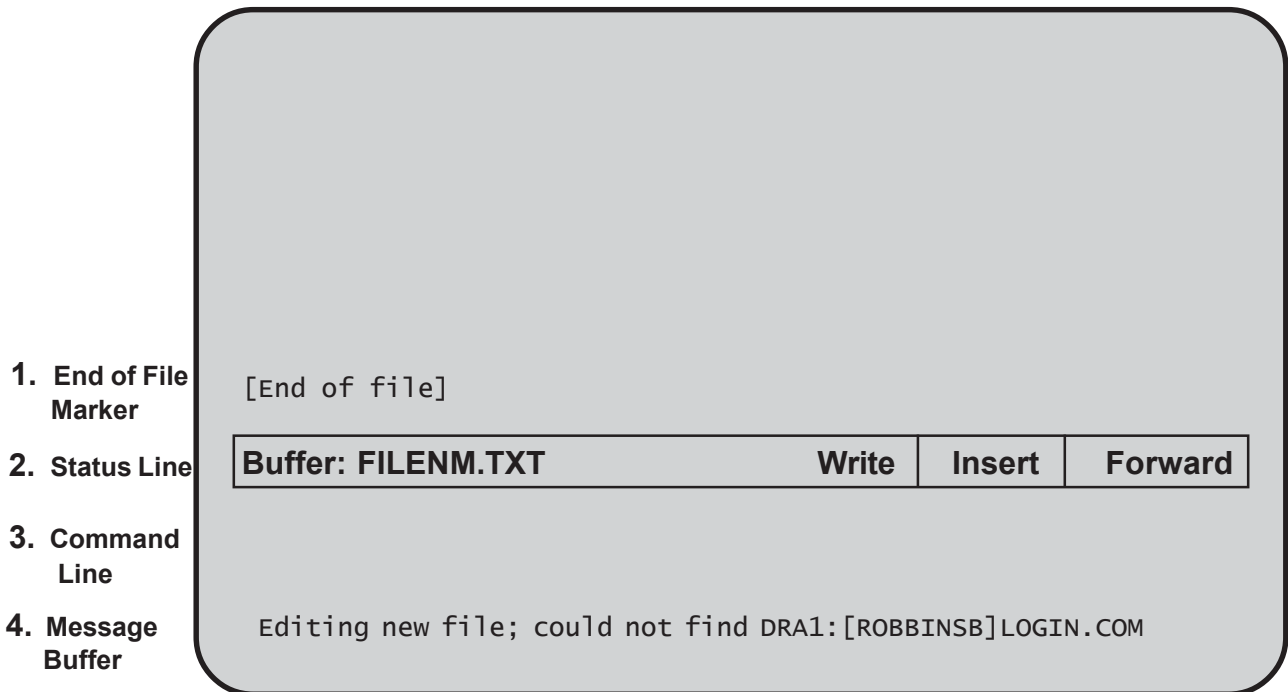 1. End of File
Marker
[End of file]
2. Status Line
Buffer: FILENM.TXT Write Insert Forward
3. Command
Line
4. Message
Buffer
Editing new file; could not find DRA1:[ROBBINSB]LOGIN.COM